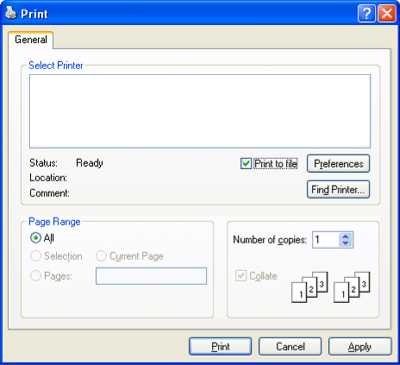 Print
General
Select Printer
Status: Ready
Print to file
Preferences
Location:
Comment:
Find Printer...
Page Range
All
Selection
Current Page
Pages:
Number of copies: 1
Collate
1 2 3 1 2 3
Print
Cancel
Apply